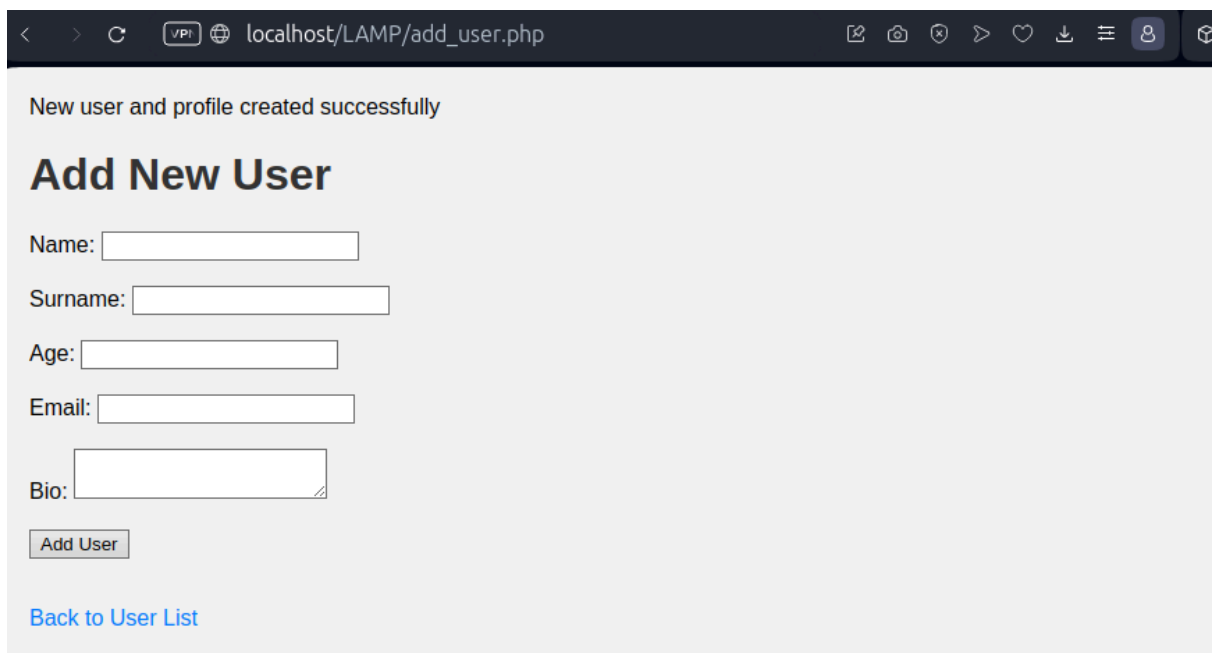 VPN localhost/LAMP/add_user.php
New user and profile created successfully
Add New User
Name:
Surname:
Age:
Email:
Bio:
Add User
Back to User List